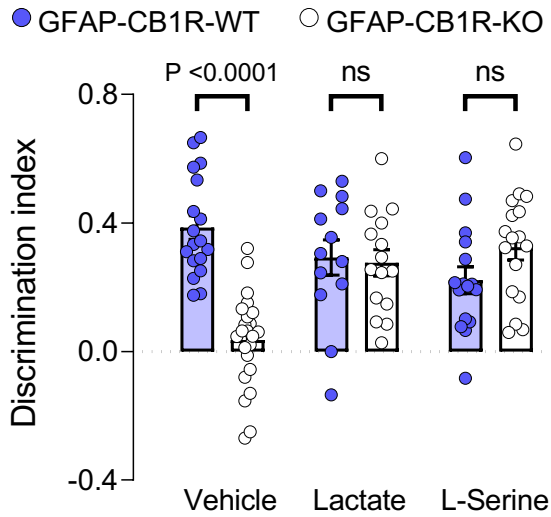 GFAP-CB1R-WT GFAP-CB1R-KO
P <0.0001 ns ns
Discrimination index
0.8
0.4
0.0
-0.4
Vehicle Lactate L-Serine